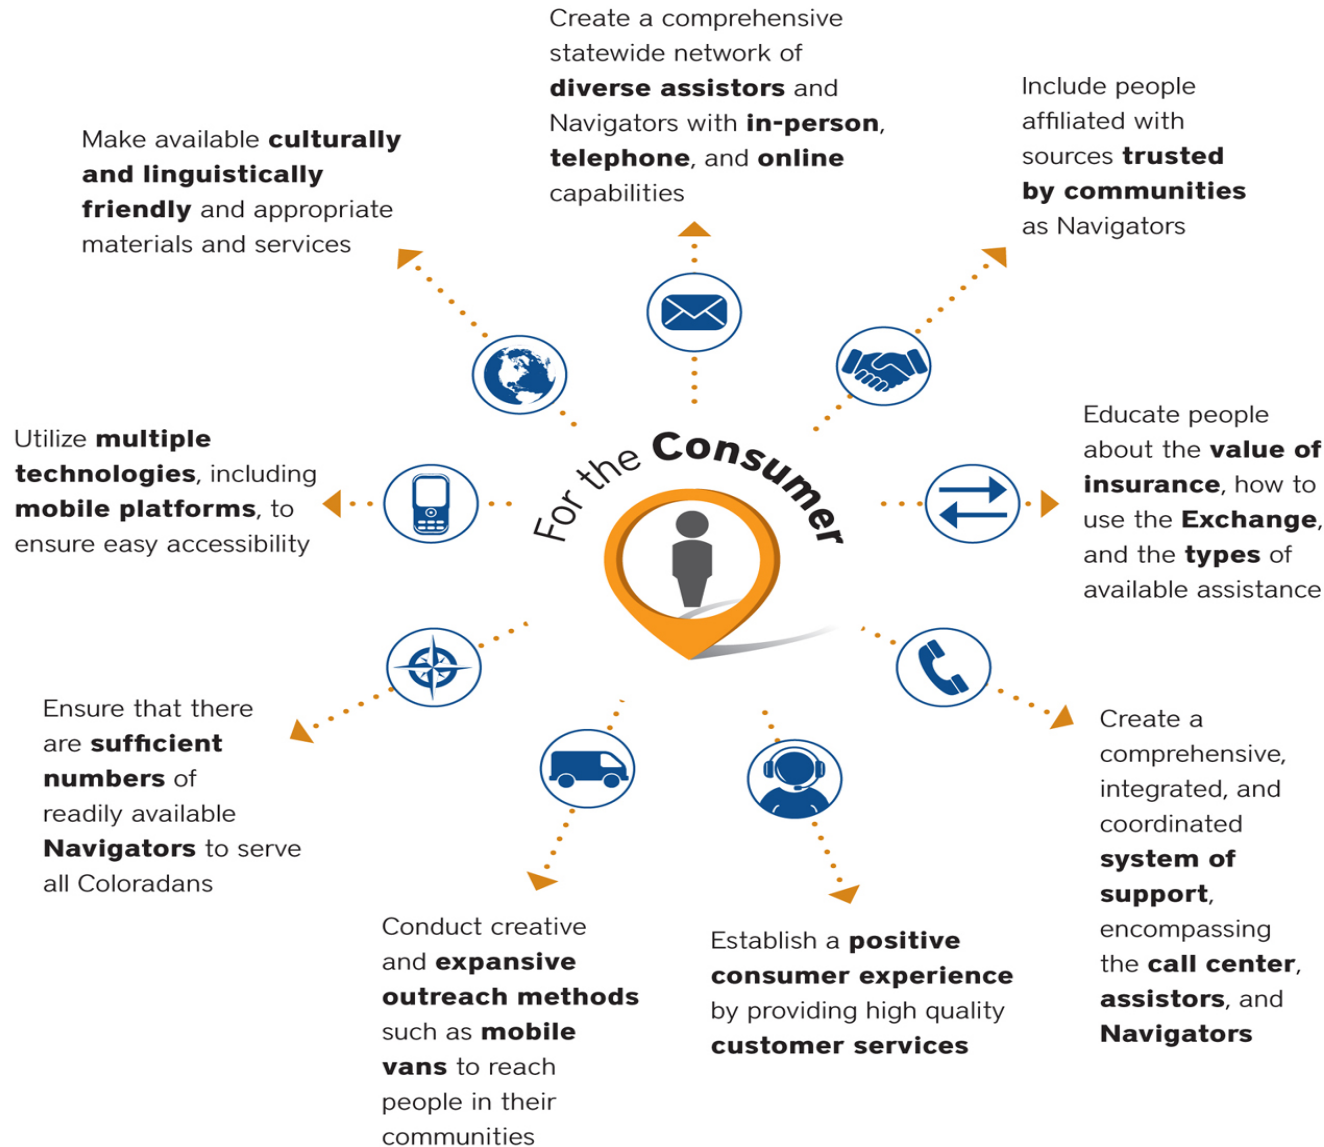 Create a comprehensive
statewide network of
diverse assistors and
Navigators with in-person,
telephone, and online
capabilities
Include people
affiliated with
sources trusted
by communities
as Navigators
Educate people
about the value of
insurance, how to
use the Exchange,
and the types of
available assistance
Create a
comprehensive,
integrated, and
coordinated
system of
support,
encompassing
the call center,
assistors, and
Navigators
Establish a positive
consumer experience
by providing high quality
customer services
Conduct creative
and expansive
outreach methods
such as mobile
vans to reach
people in their
communities
Ensure that there
are sufficient
numbers of
readily available
Navigators to serve
all Coloradans
Utilize multiple
technologies, including
mobile platforms, to
ensure easy accessibility
Make available culturally
and linguistically
friendly and appropriate
materials and services
For the Consumer